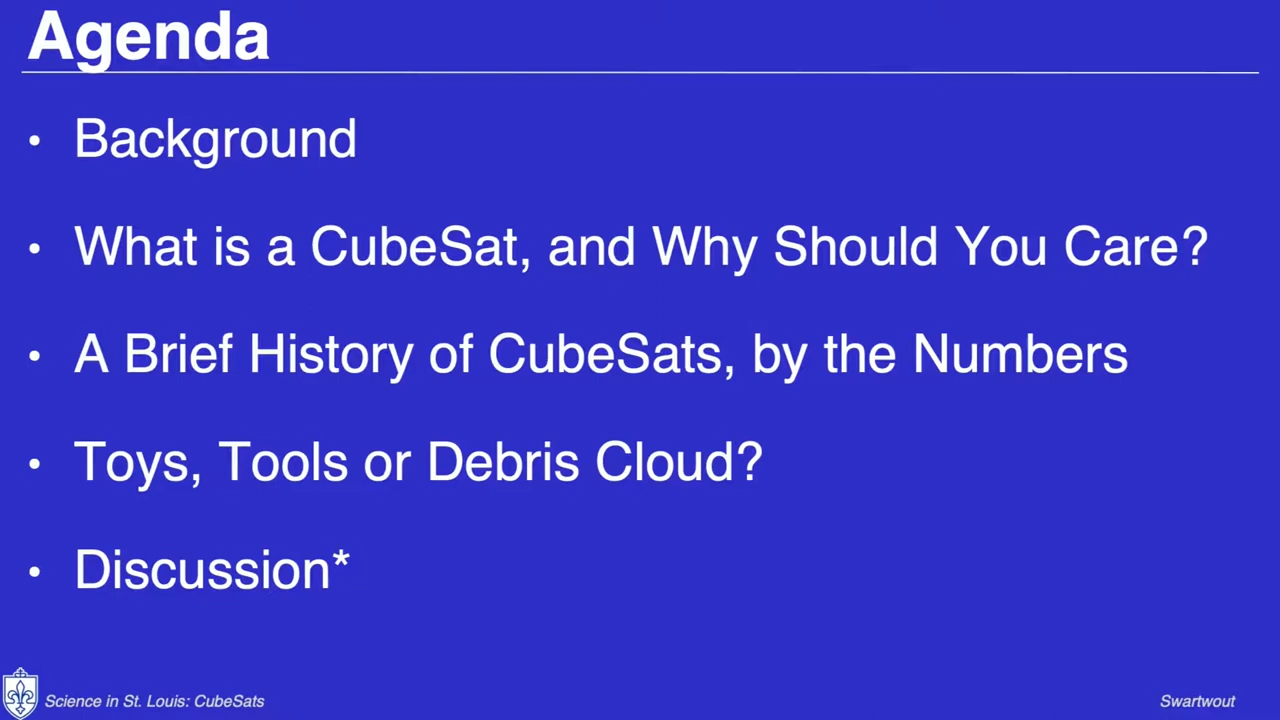 Agenda
• Background
• What is a CubeSat, and Why Should You Care?
• A Brief History of CubeSats, by the Numbers
• Toys, Tools or Debris Cloud?
• Discussion*
Science in St. Louis: CubeSats
Swartwout